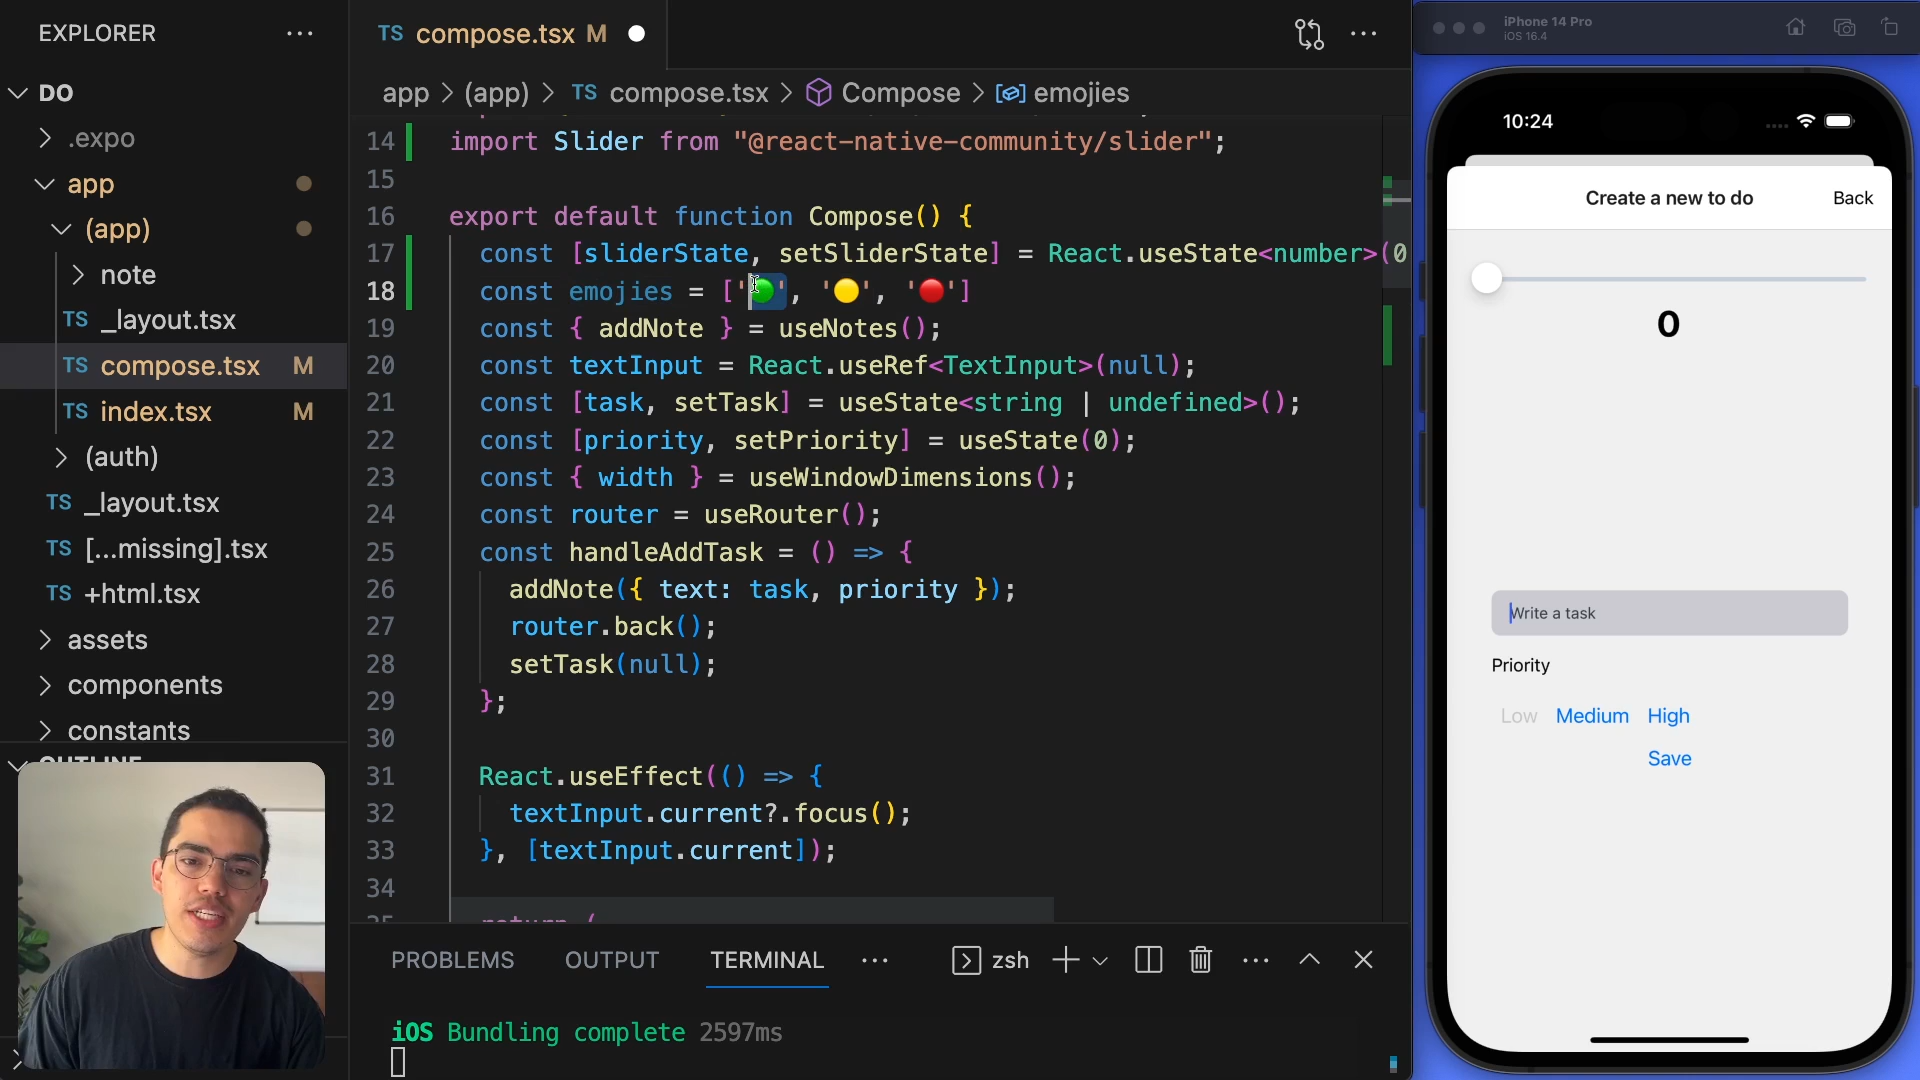 EXPLORER
DO
.expo
app
(app)
note
TS _layout.tsx
TS compose.tsx M
TS index.tsx M
(auth)
TS _layout.tsx
TS [...missing].tsx
TS +html.tsx
assets
components
constants
OUTLINE
TS compose.tsx M
app > (app) > TS compose.tsx > Compose > emojies
14 import Slider from "@react-native-community/slider";
15
16 export default function Compose() {
17 const [sliderState, setSliderState] = React.useState<number>(0
18 const emojies = ['🟢', '🟡', '🔴']
19 const { addNote } = useNotes();
20 const textInput = React.useRef<TextInput>(null);
21 const [task, setTask] = useState<string | undefined>();
22 const [priority, setPriority] = useState(0);
23 const { width } = useWindowDimensions();
24 const router = useRouter();
25 const handleAddTask = () => {
26 addNote({ text: task, priority });
27 router.back();
28 setTask(null);
29 };
30
31 React.useEffect(() => {
32 textInput.current?.focus();
33 }, [textInput.current]);
34
35 return (
PROBLEMS OUTPUT TERMINAL zsh
iOS Bundling complete 2597ms
iPhone 14 Pro
iOS 16.4
10:24
Create a new to do Back
0
Write a task
Priority
Low Medium High
Save